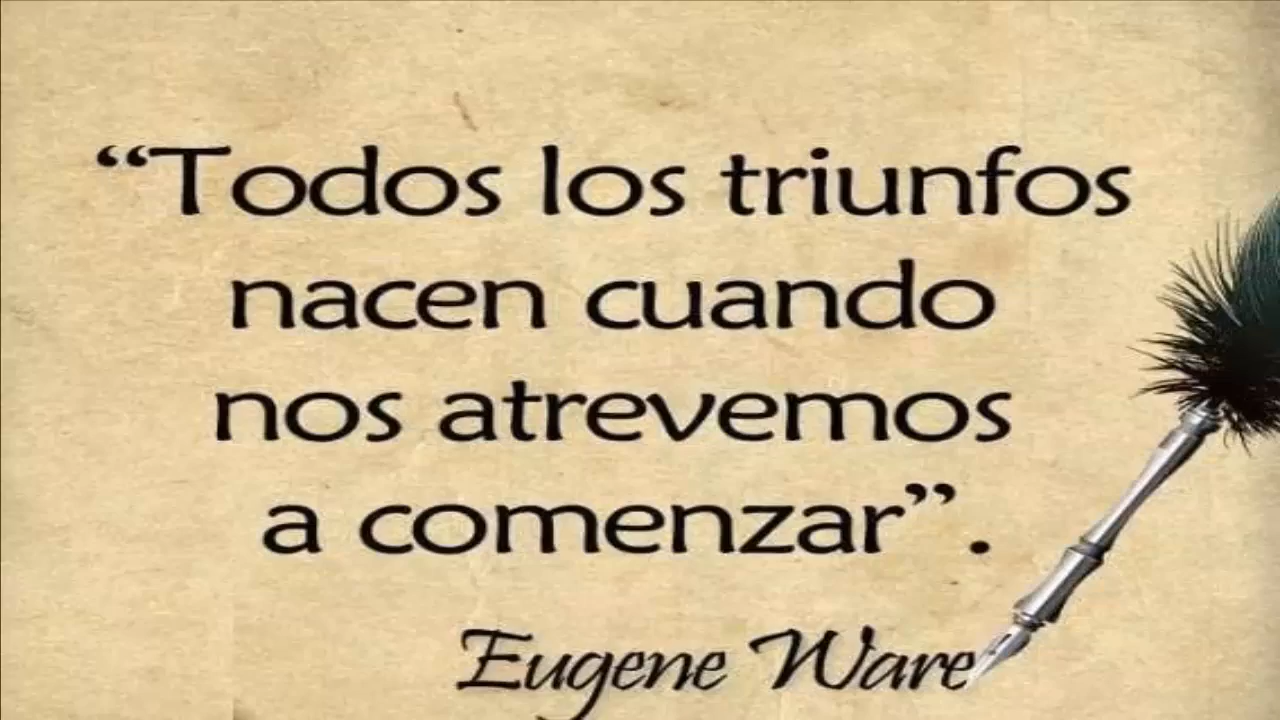 “Todos los triunfos
nacen cuando
nos atrevemos
a comenzar”.
Eugene Ware